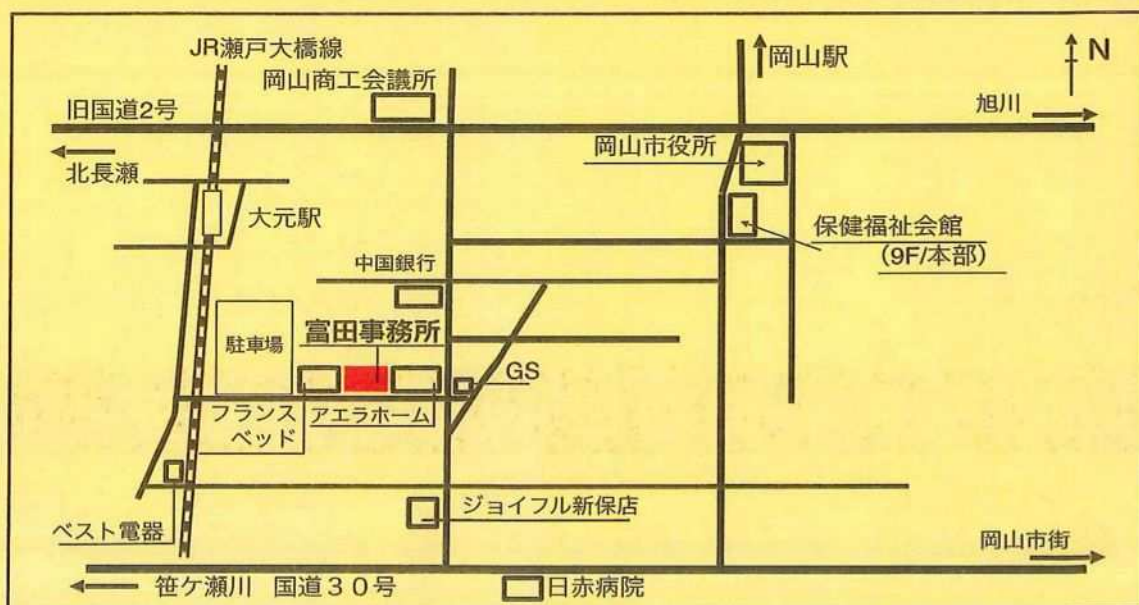 JR瀬戸大橋線
岡山商工会議所
岡山駅
N
旧国道2号
旭川
岡山市役所
北長瀬
大元駅
保健福祉会館
(9F/本部)
中国銀行
富田事務所
駐車場
GS
フランス
ベッド
アエラホーム
ジョイフル新保店
ベスト電器
岡山市街
笹ケ瀬川 国道30号
日赤病院